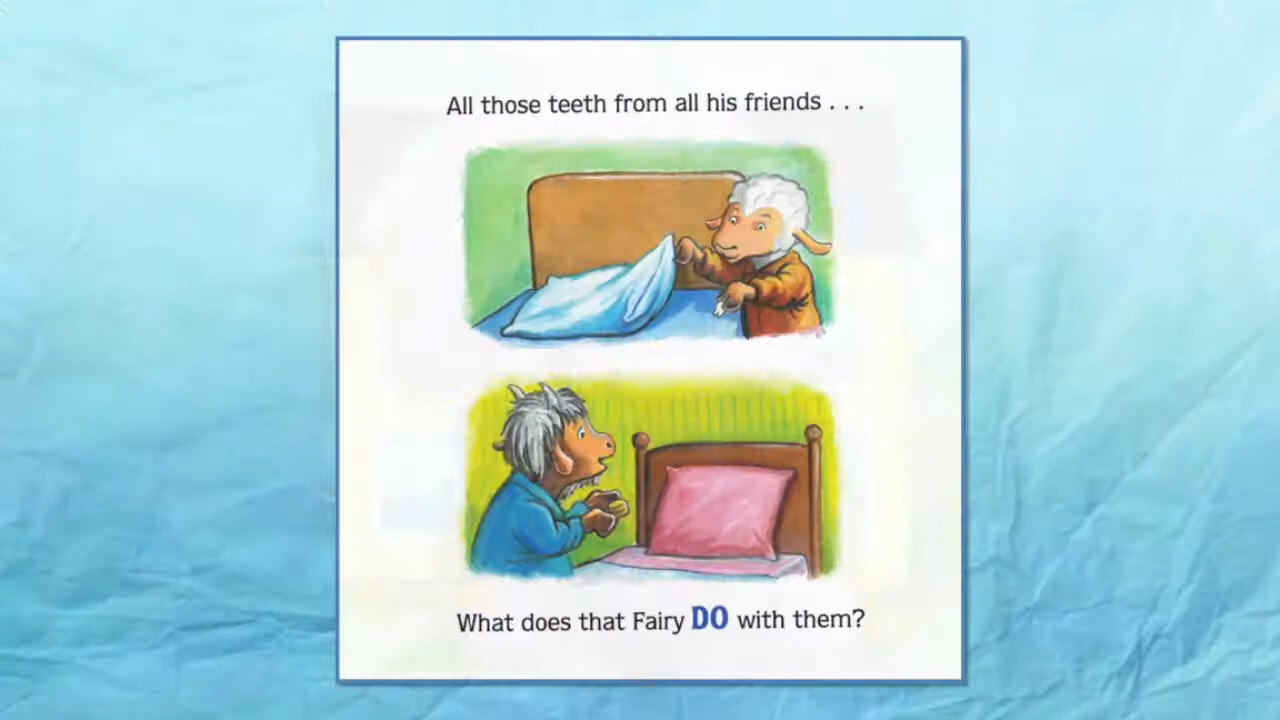 All those teeth from all his friends . . .
What does that Fairy DO with them?